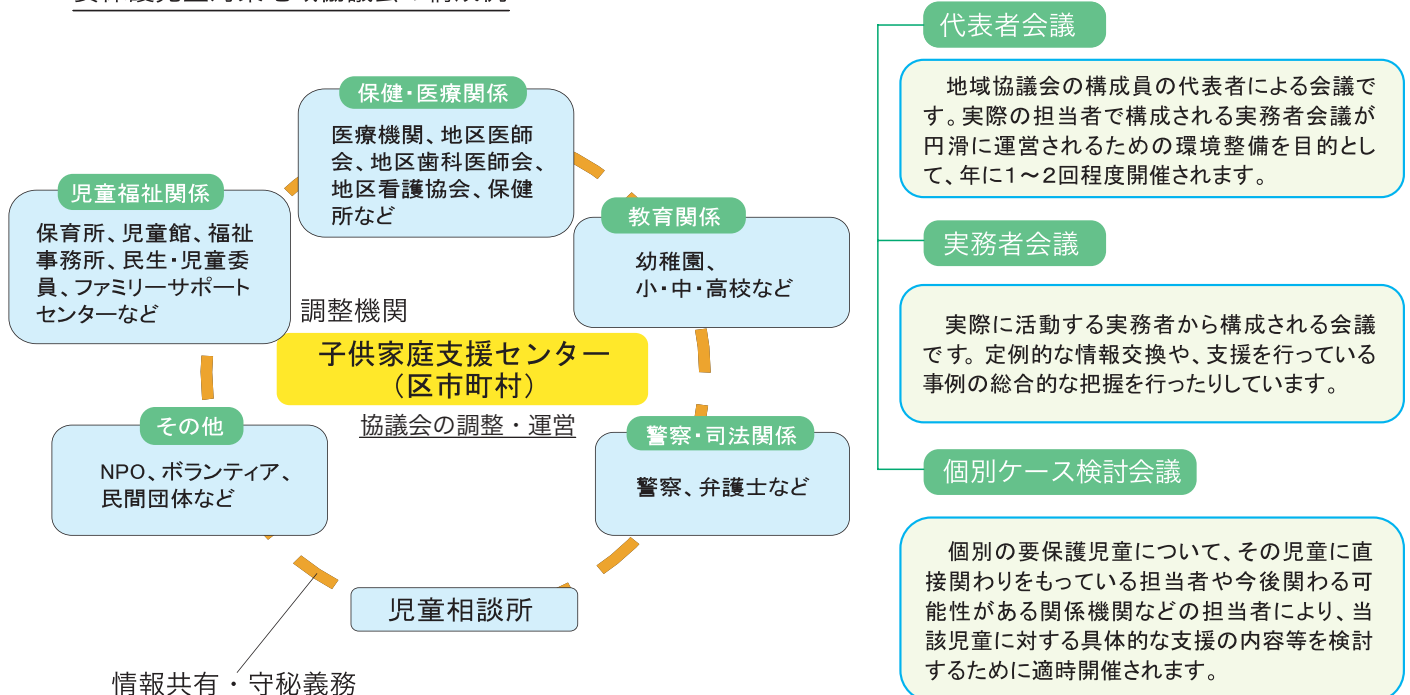 保健・医療関係
医療機関、地区医師
会、地区歯科医師会、
地区看護協会、保健
所など
児童福祉関係
保育所、児童館、福祉
事務所、民生・児童委
員、ファミリーサポート
センターなど
教育関係
幼稚園、
小・中・高校など
調整機関
子供家庭支援センター
（区市町村）
協議会の調整・運営
その他
NPO、ボランティア、
民間団体など
警察・司法関係
警察、弁護士など
児童相談所
情報共有・守秘義務
代表者会議
地域協議会の構成員の代表者による会議で
す。実際の担当者で構成される実務者会議が
円滑に運営されるための環境整備を目的とし
て、年に1～2回程度開催されます。
実務者会議
実際に活動する実務者から構成される会議
です。定例的な情報交換や、支援を行っている
事例の総合的な把握を行ったりしています。
個別ケース検討会議
個別の要保護児童について、その児童に直
接関わりをもっている担当者や今後関わる可
能性がある関係機関などの担当者により、当
該児童に対する具体的な支援の内容等を検討
するために適時開催されます。